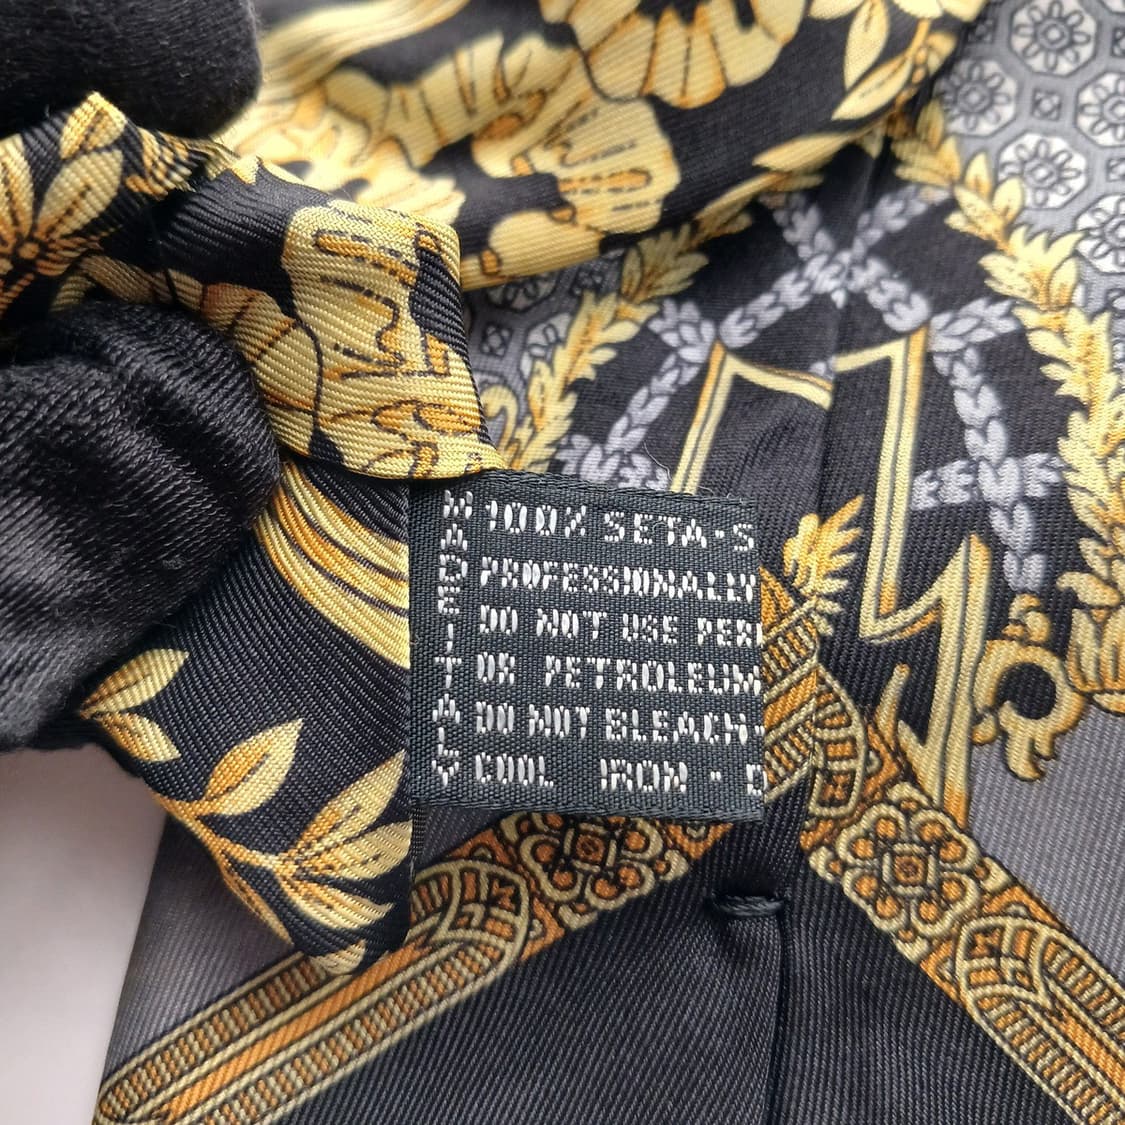 MADE ITALY
100% SETA-S
PROFESSIONALLY
DO NOT USE PER
OR PETROLEUM
DO NOT BLEACH
COOL IRON -